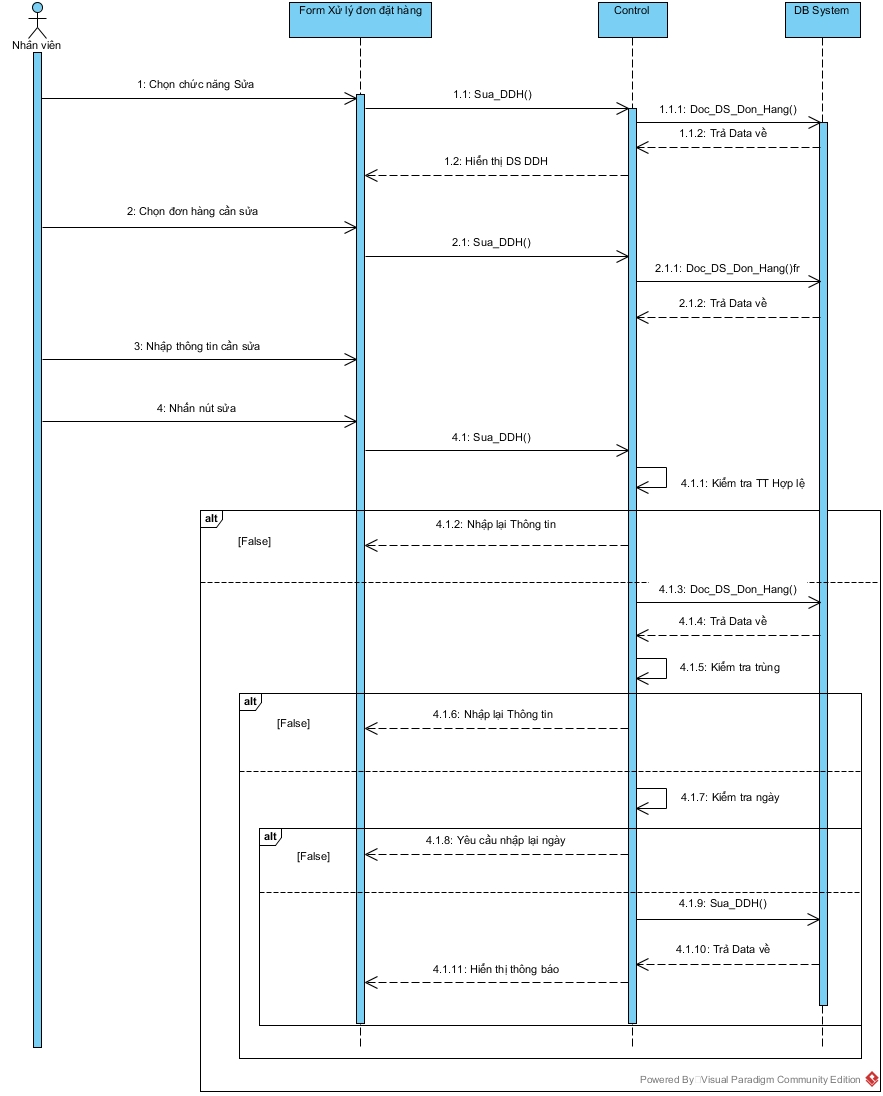 Nhân viên
Form Xử lý đơn đặt hàng
Control
DB System
1: Chọn chức năng Sửa
1.1: Sua_DDH()
1.1.1: Doc_DS_Don_Hang()
1.1.2: Trả Data về
1.2: Hiển thị DS DDH
2: Chọn đơn hàng cần sửa
2.1: Sua_DDH()
2.1.1: Doc_DS_Don_Hang()fr
2.1.2: Trả Data về
3: Nhập thông tin cần sửa
4: Nhấn nút sửa
4.1: Sua_DDH()
4.1.1: Kiểm tra TT Hợp lệ
alt
4.1.2: Nhập lại Thông tin
[False]
4.1.3: Doc_DS_Don_Hang()
4.1.4: Trả Data về
4.1.5: Kiểm tra trùng
alt
4.1.6: Nhập lại Thông tin
[False]
4.1.7: Kiểm tra ngày
alt
4.1.8: Yêu cầu nhập lại ngày
[False]
4.1.9: Sua_DDH()
4.1.10: Trả Data về
4.1.11: Hiển thị thông báo
Powered By Visual Paradigm Community Edition